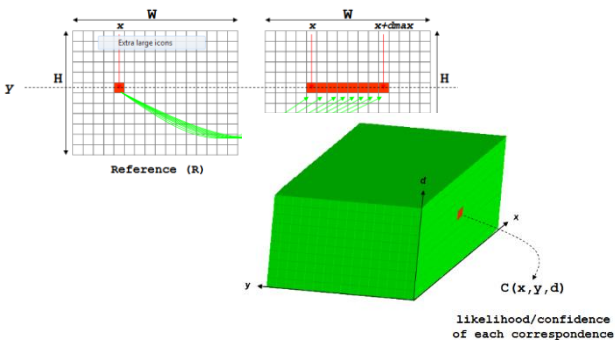 W
W
x
x
x+dmax
Extra large icons
H
H
y
Reference (R)
d
x
y
C(x,y,d)
likelihood/confidence
of each correspondence